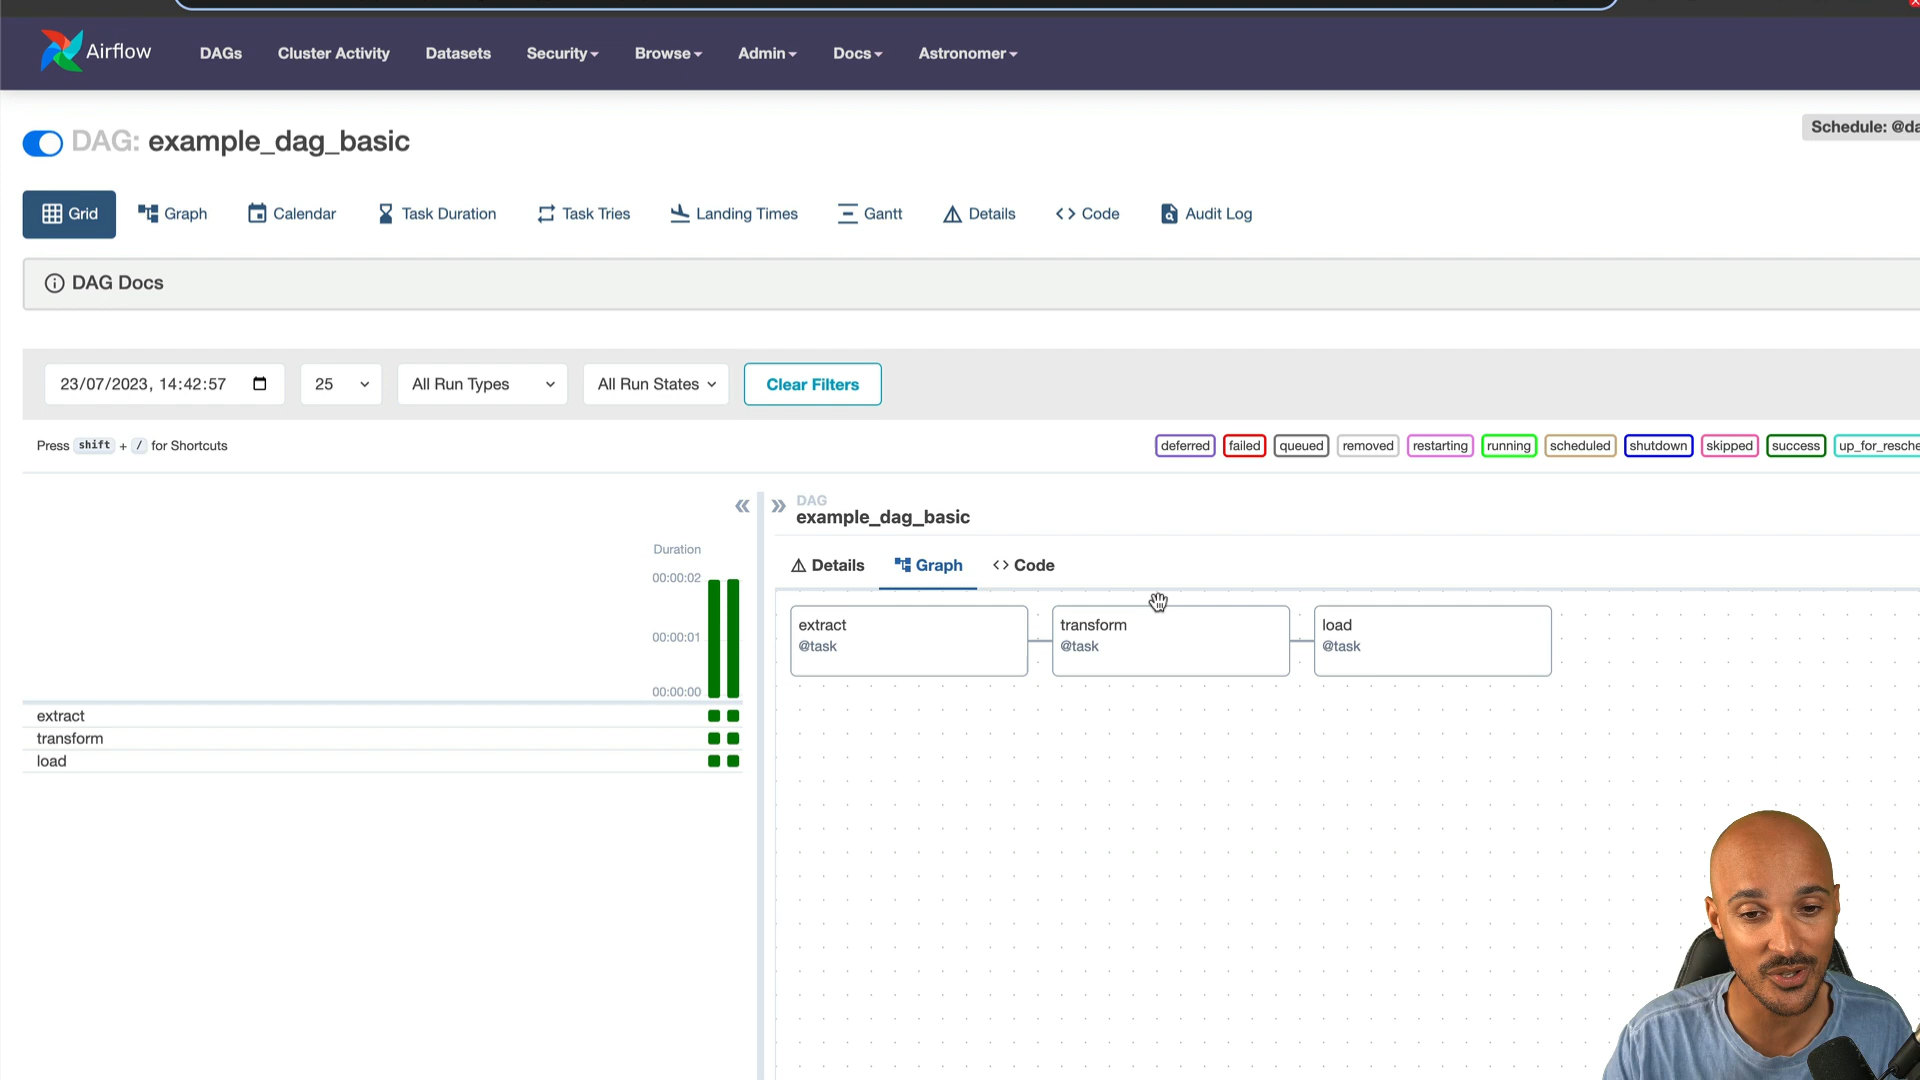 Airflow DAGs Cluster Activity Datasets Security Browse Admin Docs Astronomer
DAG: example_dag_basic
Schedule: @da
Grid Graph Calendar Task Duration Task Tries Landing Times Gantt Details Code Audit Log
DAG Docs
23/07/2023, 14:42:57 25 All Run Types All Run States Clear Filters
Press shift + / for Shortcuts
deferred failed queued removed restarting running scheduled shutdown skipped success up_for_resche
DAG
example_dag_basic
Duration
00:00:02
00:00:01
00:00:00
extract
transform
load
Details Graph Code
extract
@task
transform
@task
load
@task